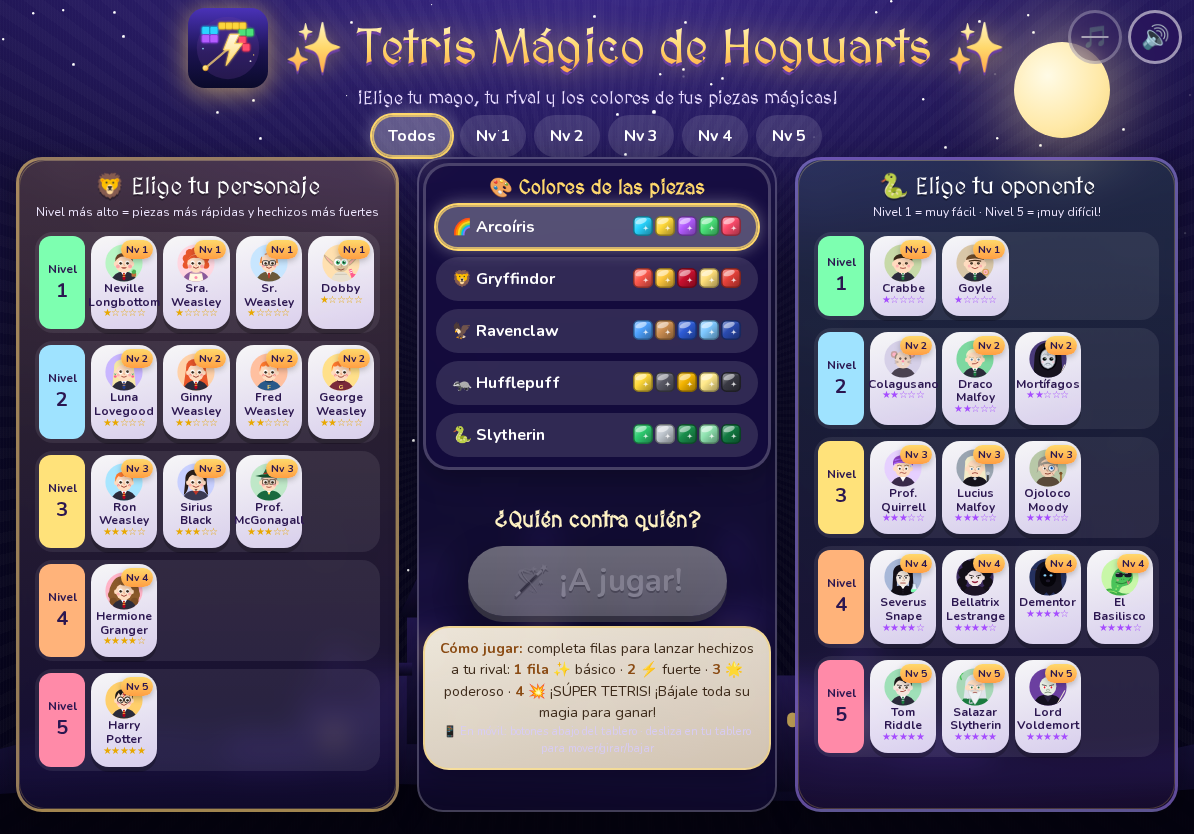 ✨ Tetris Mágico de Hogwarts ✨
¡Elige tu mago, tu rival y los colores de tus piezas mágicas!
Todos Nv 1 Nv 2 Nv 3 Nv 4 Nv 5
🦁 Elige tu personaje
Nivel más alto = piezas más rápidas y hechizos más fuertes
Nivel 1
Nv 1 Neville Longbottom ★☆☆☆☆
Nv 1 Sra. Weasley ★☆☆☆☆
Nv 1 Sr. Weasley ★☆☆☆☆
Nv 1 Dobby ★☆☆☆☆
Nivel 2
Nv 2 Luna Lovegood ★★☆☆☆
Nv 2 Ginny Weasley ★★☆☆☆
Nv 2 Fred Weasley ★★☆☆☆
Nv 2 George Weasley ★★☆☆☆
Nivel 3
Nv 3 Ron Weasley ★★★☆☆
Nv 3 Sirius Black ★★★☆☆
Nv 3 Prof. McGonagall ★★★☆☆
Nivel 4
Nv 4 Hermione Granger ★★★★☆
Nivel 5
Nv 5 Harry Potter ★★★★★
🎨 Colores de las piezas
🌈 Arcoíris
🦁 Gryffindor
🦅 Ravenclaw
🦡 Hufflepuff
🐍 Slytherin
¿Quién contra quién?
🪄 ¡A jugar!
Cómo jugar: completa filas para lanzar hechizos
a tu rival: 1 fila ✨ básico · 2 ⚡ fuerte · 3 🌟
poderoso · 4 💥 ¡SÚPER TETRIS! ¡Bájale toda su
magia para ganar!
🐍 Elige tu oponente
Nivel 1 = muy fácil · Nivel 5 = ¡muy difícil!
Nivel 1
Nv 1 Crabbe ★☆☆☆☆
Nv 1 Goyle ★☆☆☆☆
Nivel 2
Nv 2 Colagusano ★★☆☆☆
Nv 2 Draco Malfoy ★★☆☆☆
Nv 2 Mortífagos ★★☆☆☆
Nivel 3
Nv 3 Prof. Quirrell ★★★☆☆
Nv 3 Lucius Malfoy ★★★☆☆
Nv 3 Ojoloco Moody ★★★☆☆
Nivel 4
Nv 4 Severus Snape ★★★★☆
Nv 4 Bellatrix Lestrange ★★★★☆
Nv 4 Dementor ★★★★☆
Nv 4 El Basilisco ★★★★☆
Nivel 5
Nv 5 Tom Riddle ★★★★★
Nv 5 Salazar Slytherin ★★★★★
Nv 5 Lord Voldemort ★★★★★